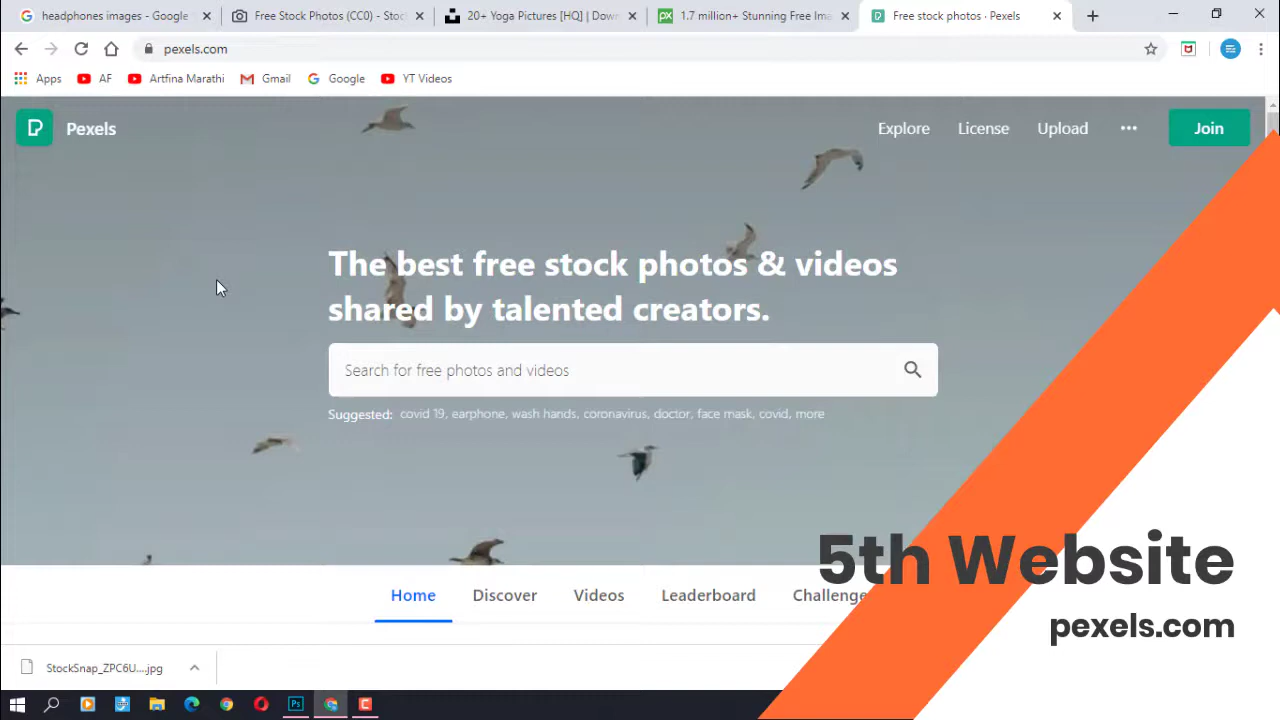 headphones images - Google
Free Stock Photos (CC0) - Stoc
20+ Yoga Pictures [HQ] | Down
1.7 million+ Stunning Free Ima
Free stock photos · Pexels
pexels.com
Apps
AF
Artfina Marathi
Gmail
Google
YT Videos
Pexels
Explore
License
Upload
Join
The best free stock photos & videos
shared by talented creators.
Search for free photos and videos
Suggested: covid 19, earphone, wash hands, coronavirus, doctor, face mask, covid, more
5th Website
Home
Discover
Videos
Leaderboard
Challenge
pexels.com
StockSnap_ZPC6U....jpg
Ps